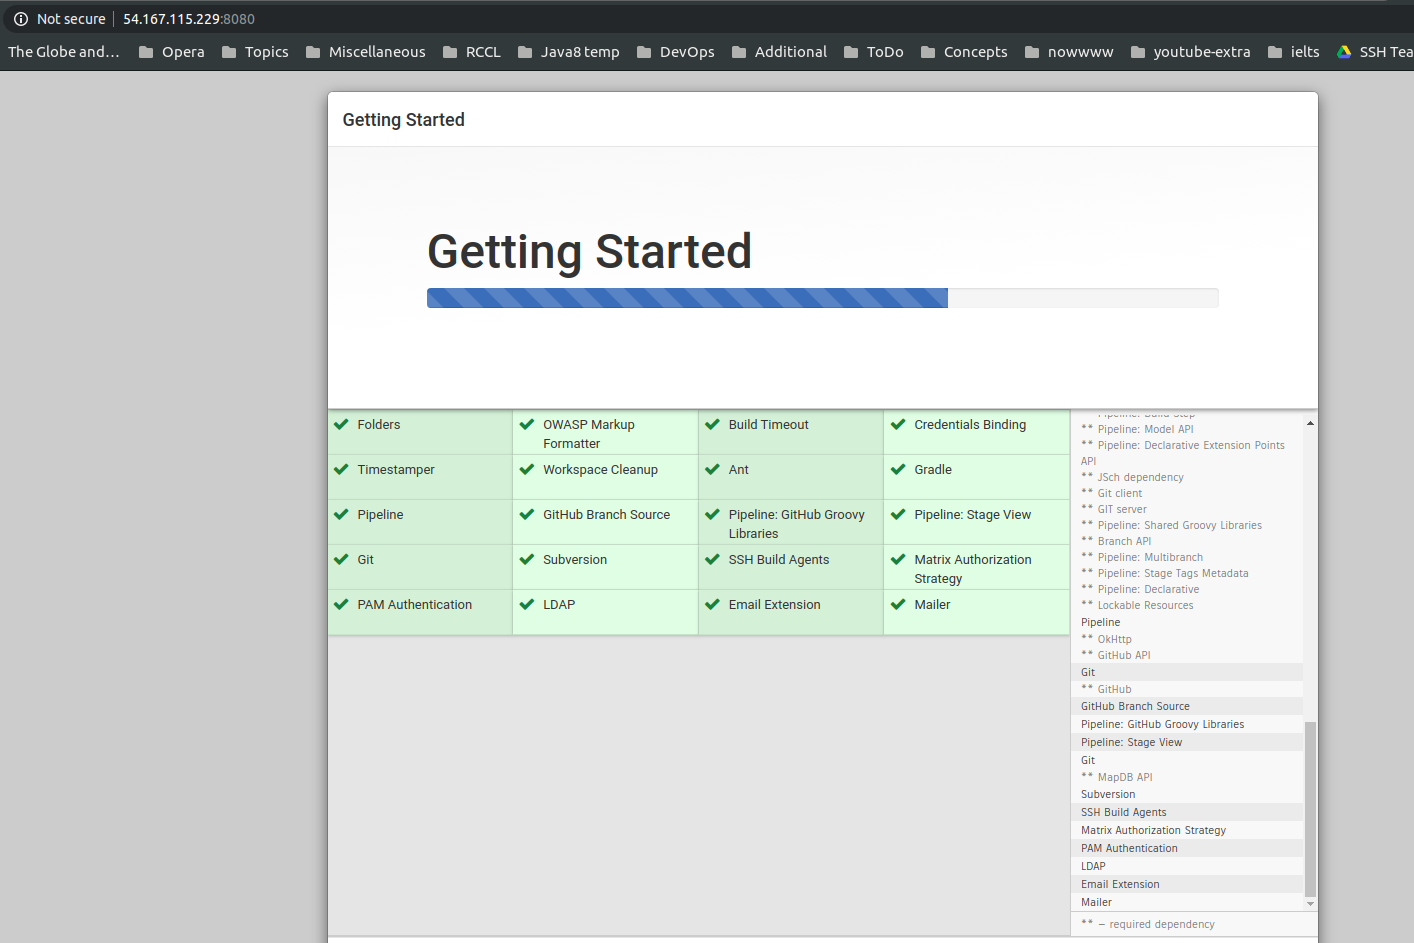 Not secure 54.167.115.229:8080
The Globe and... Opera Topics Miscellaneous RCCL Java8 temp DevOps Additional ToDo Concepts nowwww youtube-extra ielts SSH Tea
Getting Started
Getting Started
Folders
OWASP Markup
Formatter
Build Timeout
Credentials Binding
Timestamper
Workspace Cleanup
Ant
Gradle
Pipeline
GitHub Branch Source
Pipeline: GitHub Groovy
Libraries
Pipeline: Stage View
Git
Subversion
SSH Build Agents
Matrix Authorization
Strategy
PAM Authentication
LDAP
Email Extension
Mailer
Pipeline: Build Step
** Pipeline: Model API
** Pipeline: Declarative Extension Points
API
** JSch dependency
** Git client
** GIT server
** Pipeline: Shared Groovy Libraries
** Branch API
** Pipeline: Multibranch
** Pipeline: Stage Tags Metadata
** Pipeline: Declarative
** Lockable Resources
Pipeline
** OkHttp
** GitHub API
Git
** GitHub
GitHub Branch Source
Pipeline: GitHub Groovy Libraries
Pipeline: Stage View
Git
** MapDB API
Subversion
SSH Build Agents
Matrix Authorization Strategy
PAM Authentication
LDAP
Email Extension
Mailer
** – required dependency